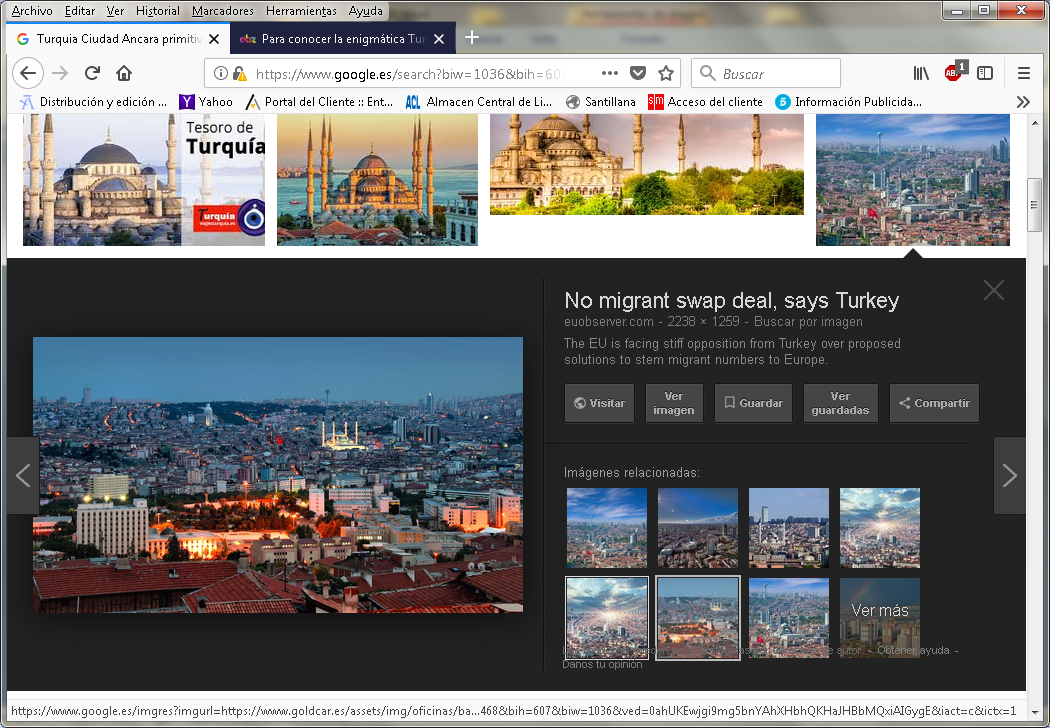 Archivo Editar Ver Historial Marcadores Herramientas Ayuda
Turquia Ciudad Ancara primitiv
Para conocer la enigmática Tur
https://www.google.es/search?biw=1036&bih=607
Buscar
1
Distribución y edición ... Yahoo Portal del Cliente :: Ent... ACL Almacen Central de Li... Santillana sm Acceso del cliente Información Publicida...
Tesoro de
Turquía
Turquía
No migrant swap deal, says Turkey
euobserver.com - 2238 × 1259 - Buscar por imagen
The EU is facing stiff opposition from Turkey over proposed
solutions to stem migrant numbers to Europe.
Visitar
Ver
imagen
Guardar
Ver
guardadas
Compartir
Imágenes relacionadas:
Ver más
autor. - Obtener ayuda -
Danos tu opinión
https://www.google.es/imgres?imgurl=https://www.goldcar.es/assets/img/oficinas/ba...468&bih=607&biw=1036&ved=0ahUKEwjgi9mg5bnYAhXHbhQKHaJHBbMQxiAIGygE&iact=c&ictx=1